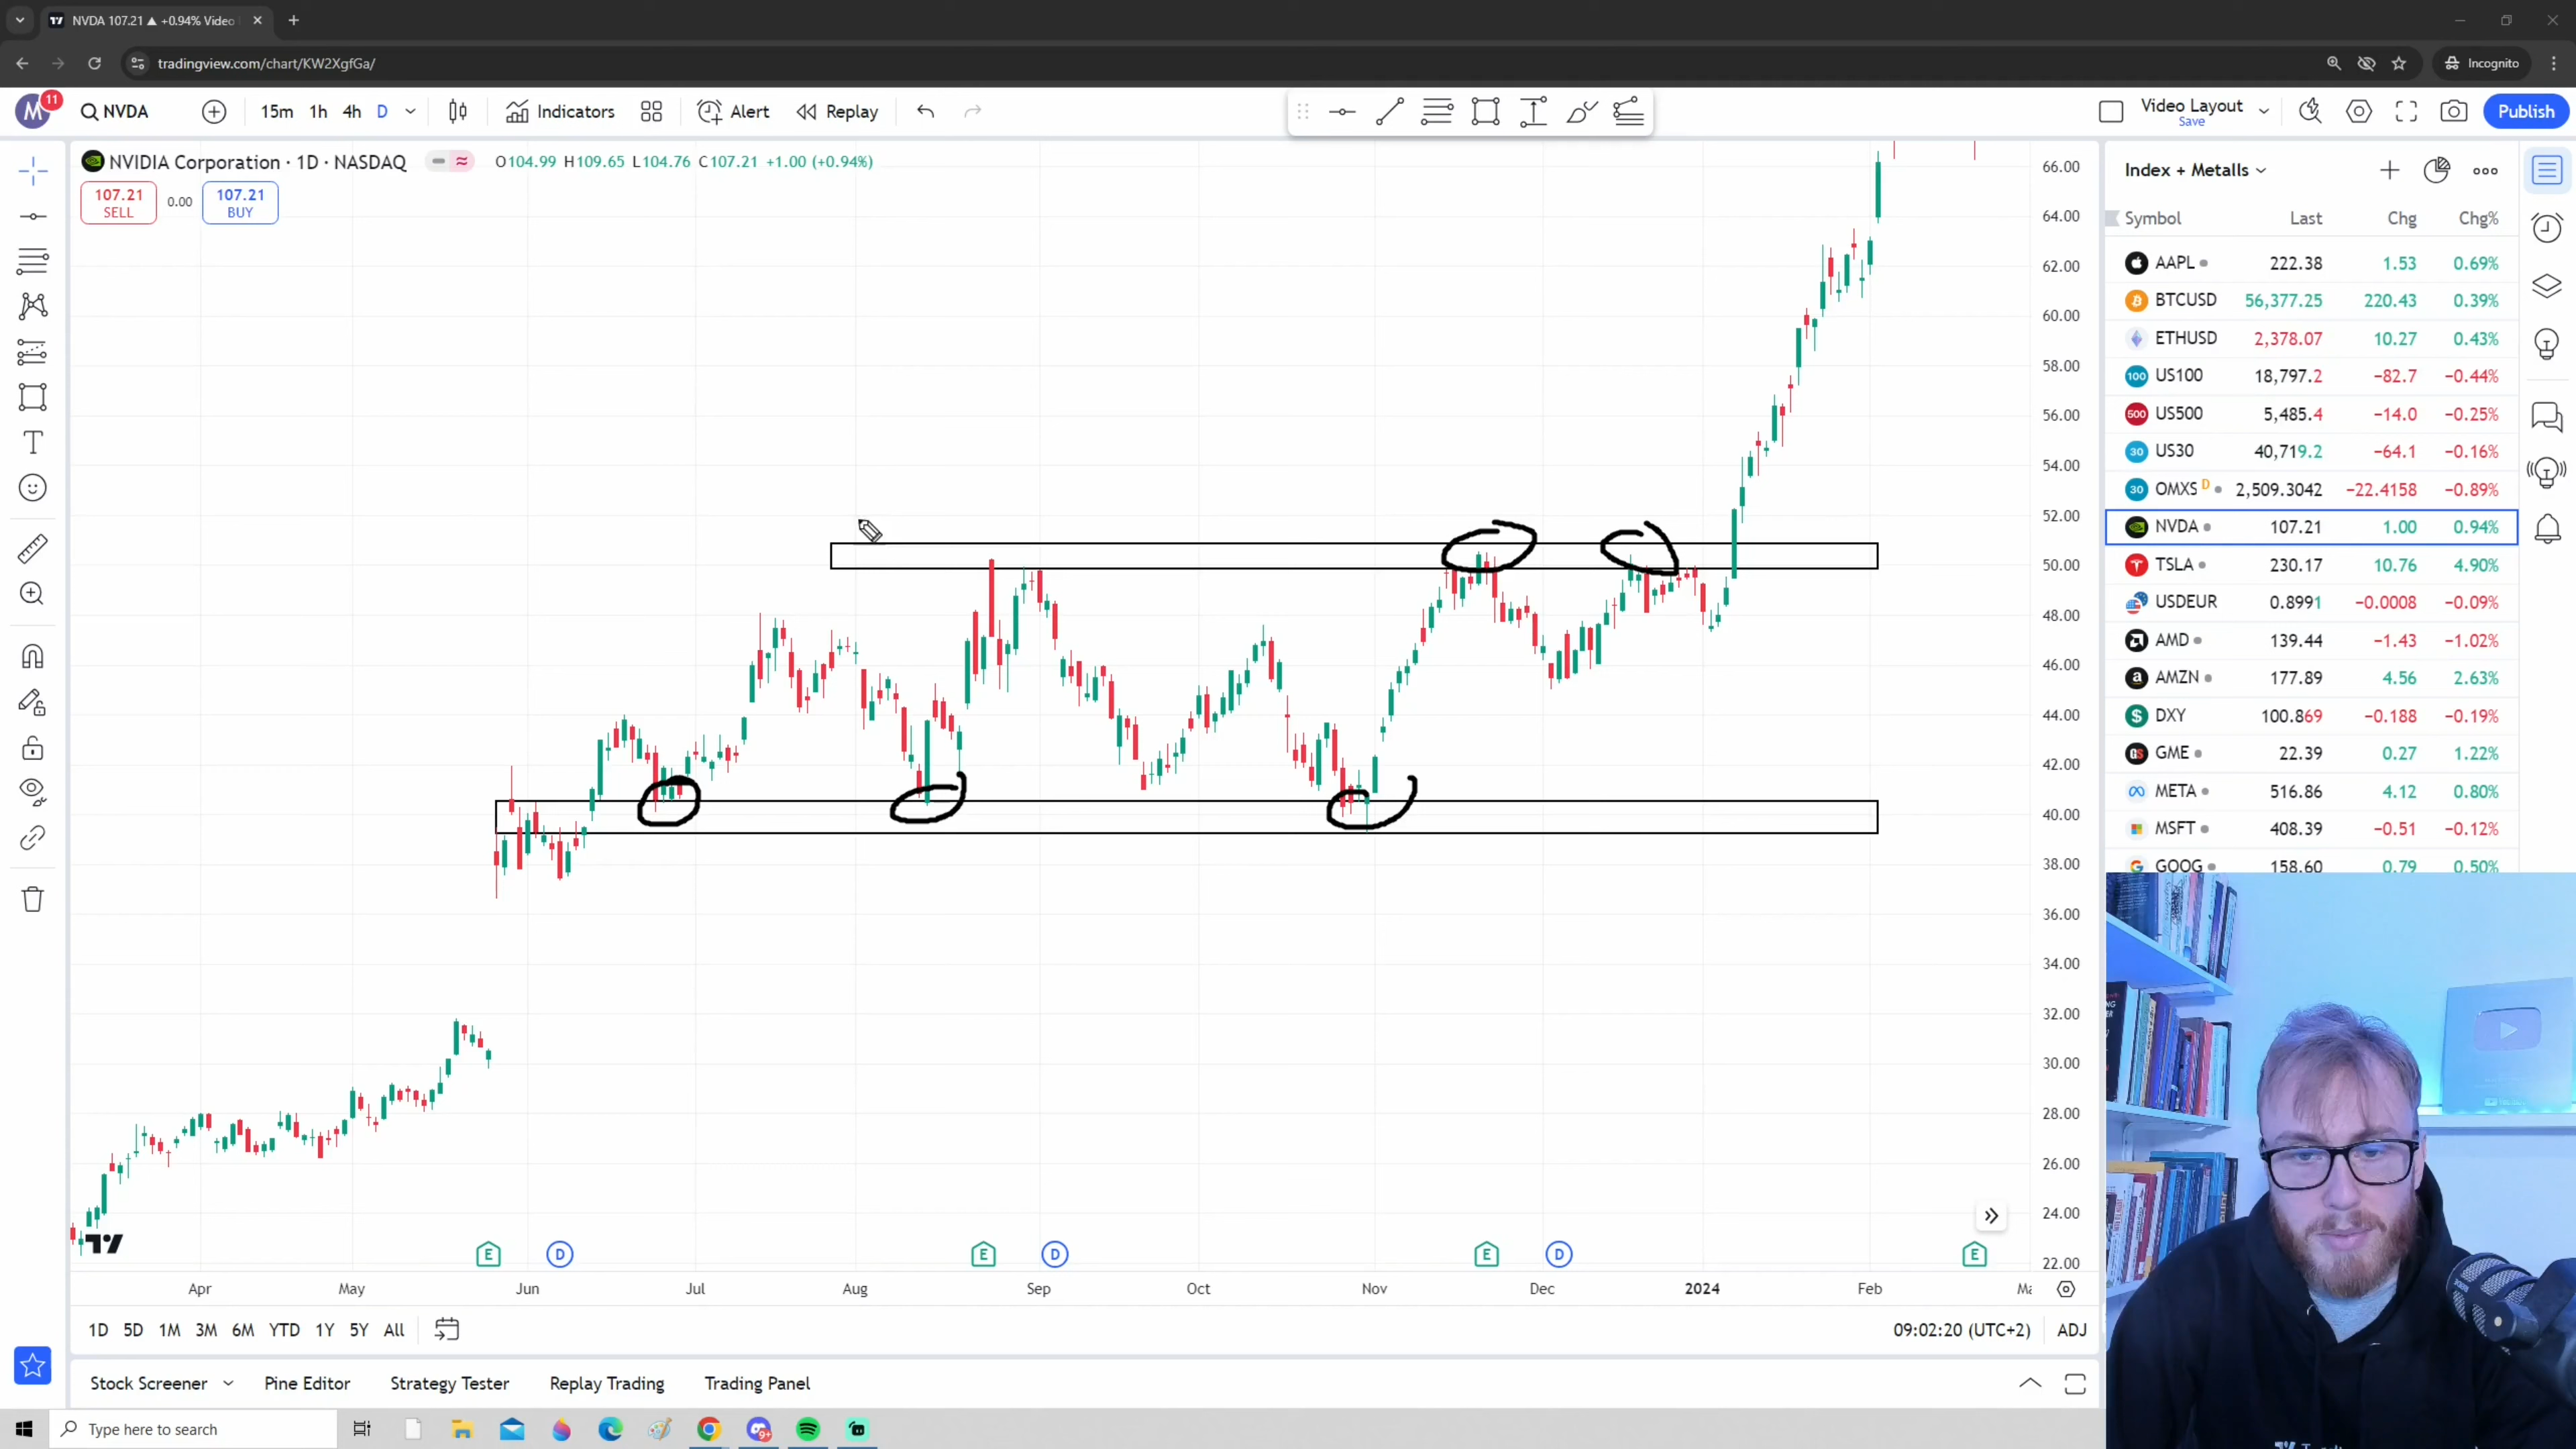 NVDA 107.21 ▲ +0.94% Video
tradingview.com/chart/KW2XgfGa/
Incognito
M 11 NVDA 15m 1h 4h D Indicators Alert Replay Video Layout Save Publish
NVIDIA Corporation · 1D · NASDAQ O104.99 H109.65 L104.76 C107.21 +1.00 (+0.94%)
107.21 SELL 0.00 107.21 BUY
66.00
64.00
62.00
60.00
58.00
56.00
54.00
52.00
50.00
48.00
46.00
44.00
42.00
40.00
38.00
36.00
34.00
32.00
30.00
28.00
26.00
24.00
22.00
E D E D E D E
Apr May Jun Jul Aug Sep Oct Nov Dec 2024 Feb
1D 5D 1M 3M 6M YTD 1Y 5Y All 09:02:20 (UTC+2) ADJ
Stock Screener Pine Editor Strategy Tester Replay Trading Trading Panel
Index + Metalls
Symbol Last Chg Chg%
AAPL 222.38 1.53 0.69%
BTCUSD 56,377.25 220.43 0.39%
ETHUSD 2,378.07 10.27 0.43%
100 US100 18,797.2 −82.7 −0.44%
500 US500 5,485.4 −14.0 −0.25%
30 US30 40,719.2 −64.1 −0.16%
30 OMXS D 2,509.3042 −22.4158 −0.89%
NVDA 107.21 1.00 0.94%
TSLA 230.17 10.76 4.90%
USDEUR 0.8991 −0.0008 −0.09%
AMD 139.44 −1.43 −1.02%
AMZN 177.89 4.56 2.63%
DXY 100.869 −0.188 −0.19%
GME 22.39 0.27 1.22%
META 516.86 4.12 0.80%
MSFT 408.39 −0.51 −0.12%
GOOG 158.60 0.79 0.50%
Type here to search
9+